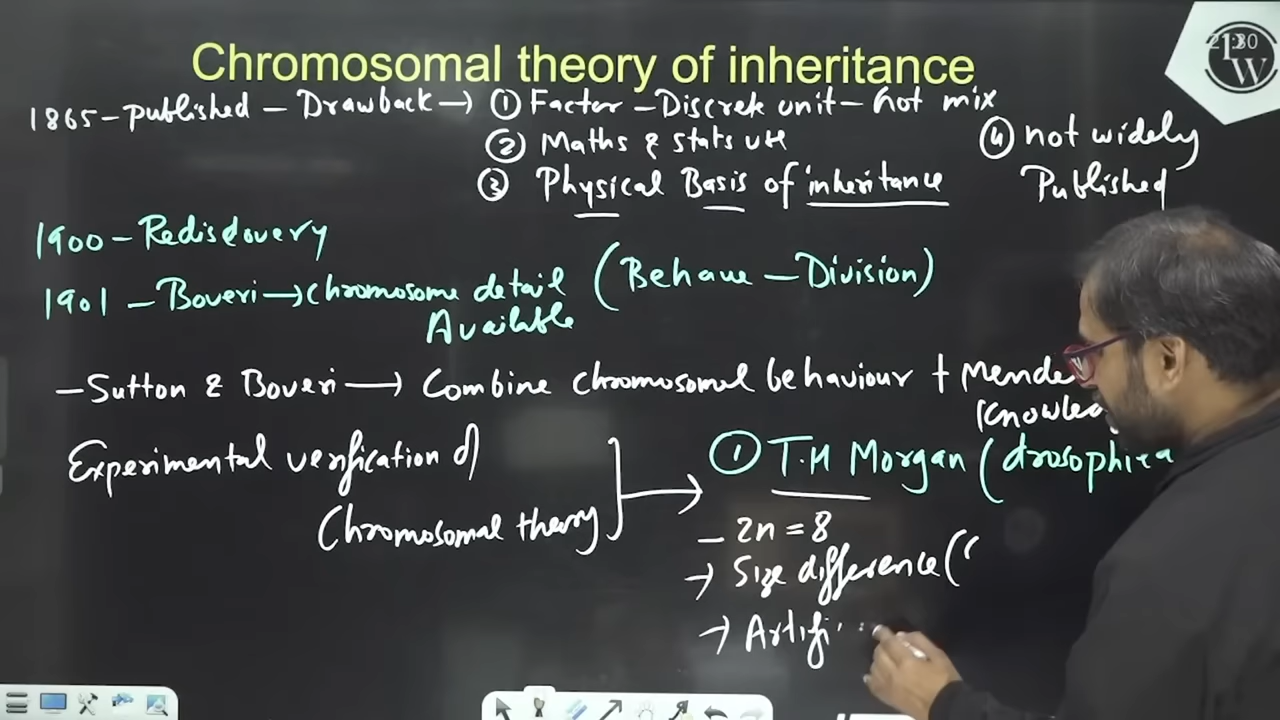 Chromosomal theory of inheritance
1865 - Published - Drawback → ① Factor - Discrete unit - not mix
② Maths & stats use
③ Physical Basis of inheritance
④ not widely
Published
1900 - Rediscovery
1901 - Boveri → chromosome detail (Behave - Division)
Available
- Sutton & Boveri → Combine chromosomal behaviour + Mende
Knowle
Experimental verification of
Chromosomal theory
① T.H Morgan (drosophila
- 2n = 8
→ Size difference (
→ Artifi